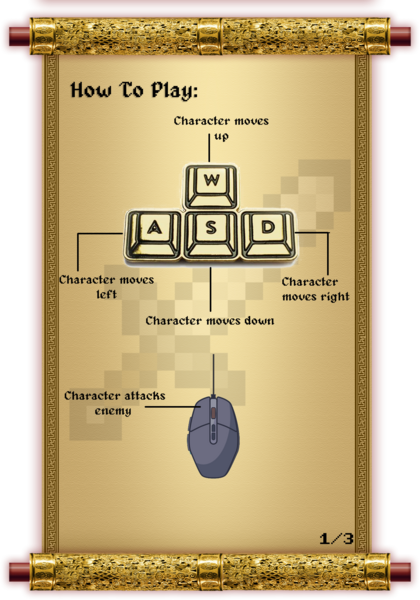 How To Play:
Character moves
up
W
A S D
Character moves
left
Character
moves right
Character moves down
Character attacks
enemy
1/3